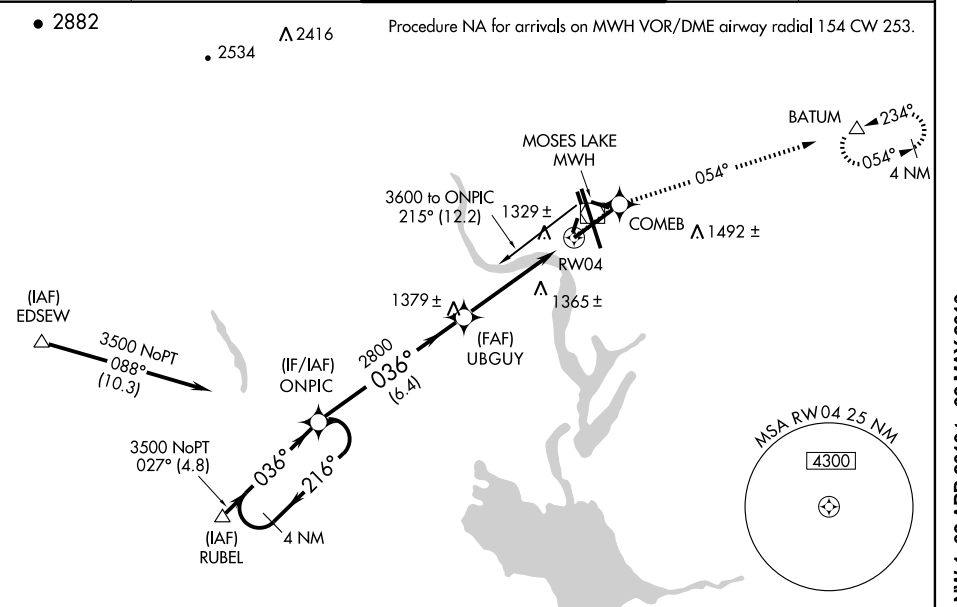 2882
2534
2416
Procedure NA for arrivals on MWH VOR/DME airway radial 154 CW 253.
BATUM
234°
054°
4 NM
MOSES LAKE
MWH
054°
3600 to ONPIC
215° (12.2)
1329 ±
COMEB
1492 ±
RW04
1379 ±
1365 ±
(FAF)
UBGUY
(IAF)
EDSEW
3500 NoPT
088°
(10.3)
2800
036°
(6.4)
(IF/IAF)
ONPIC
3500 NoPT
027° (4.8)
036°
216°
4 NM
(IAF)
RUBEL
MSA RW04 25 NM
4300